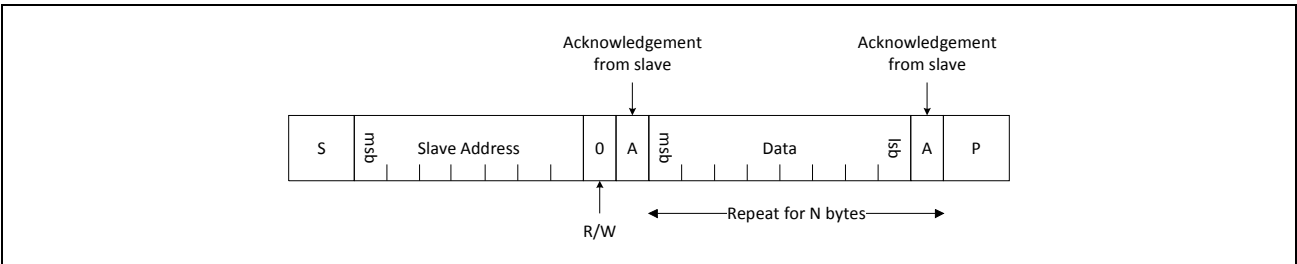 Acknowledgement
from slave
Acknowledgement
from slave
S msb Slave Address 0 A msb Data lsb A P
Repeat for N bytes
R/W